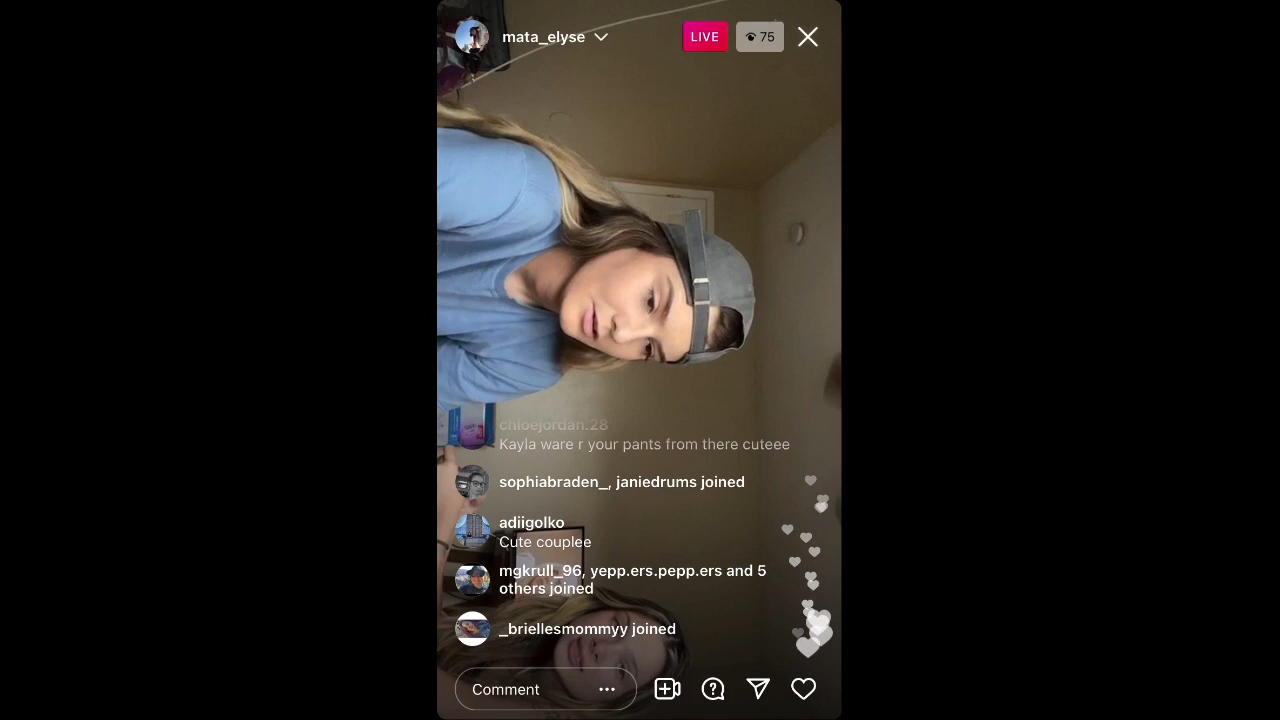 mata_elyse
LIVE
75
chloejordan.28
Kayla ware r your pants from there cuteee
sophiabraden_, janiedrums joined
adiigolko
Cute couplee
mgkrull_96, yepp.ers.pepp.ers and 5
others joined
_briellesmommyy joined
Comment